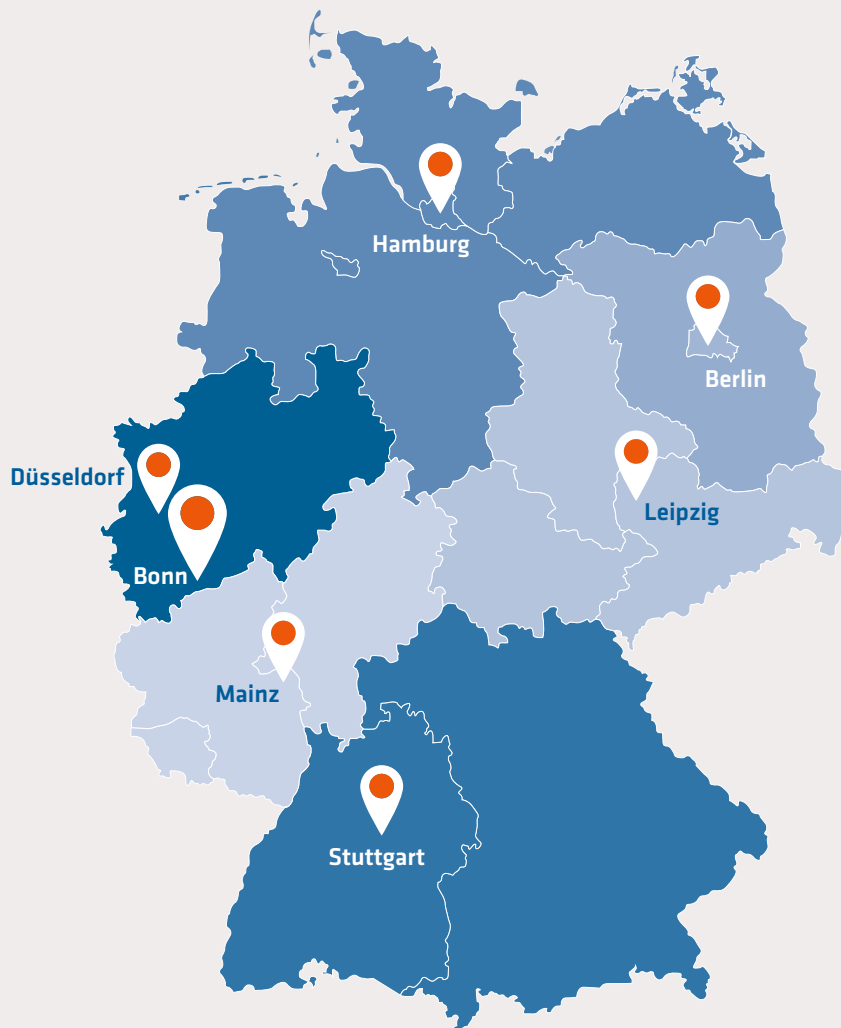 Hamburg
Berlin
Düsseldorf
Leipzig
Bonn
Mainz
Stuttgart